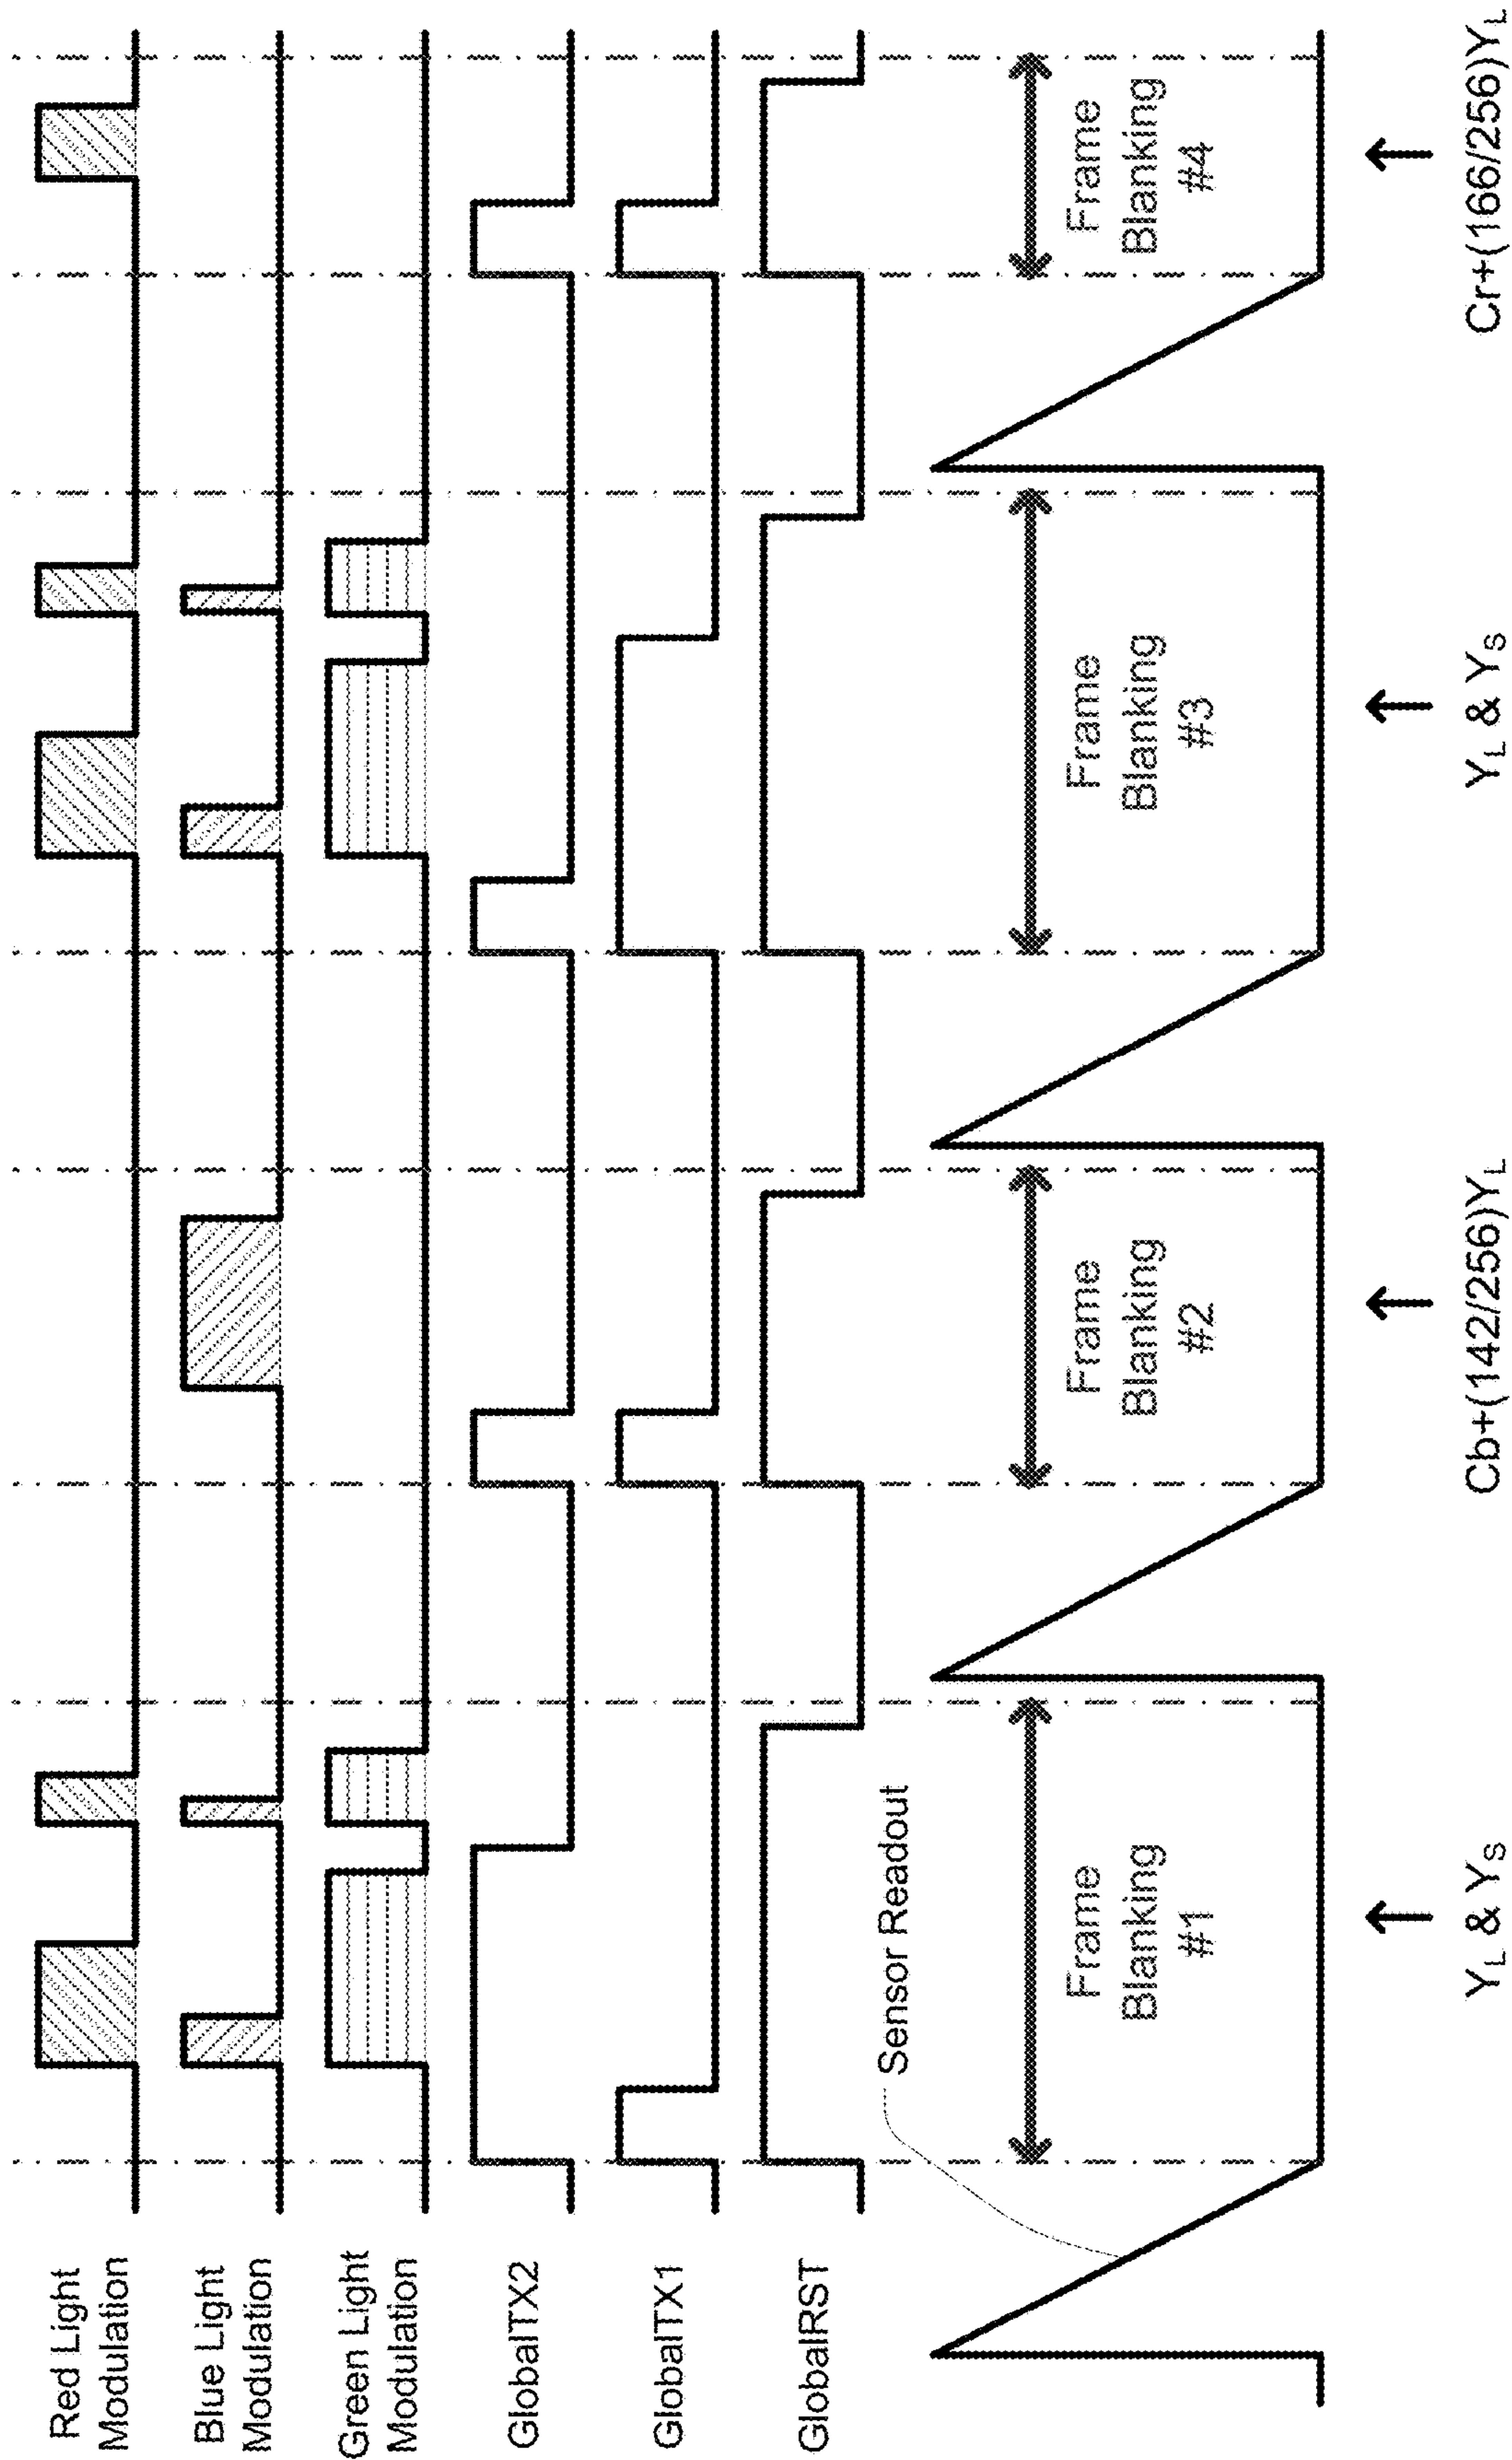 Red Light
Modulation
Blue Light
Modulation
Green Light
Modulation
GlobalTX2
GlobalTX1
GlobalRST
Sensor Readout
Frame
Blanking
#1
Frame
Blanking
#2
Frame
Blanking
#3
Frame
Blanking
#4
YL & YS
Cb+(142/256)YL
YL & YS
Cr+(166/256)YL